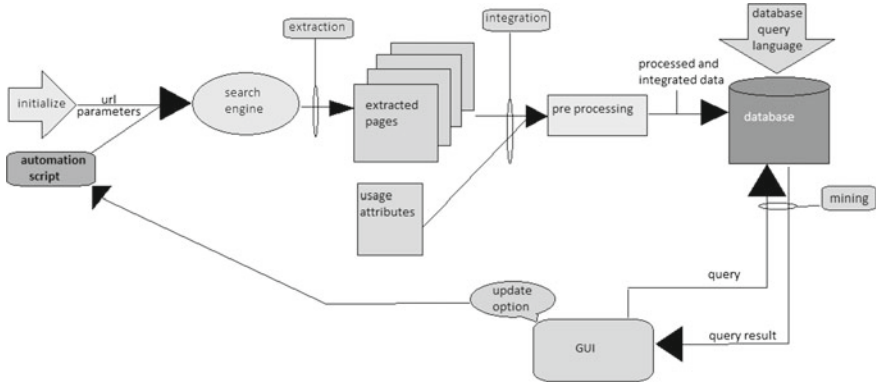 extraction
integration
database
query
language
initialize
url
parameters
search
engine
extracted
pages
pre processing
processed and
integrated data
database
automation
script
usage
attributes
mining
update
option
query
GUI
query result